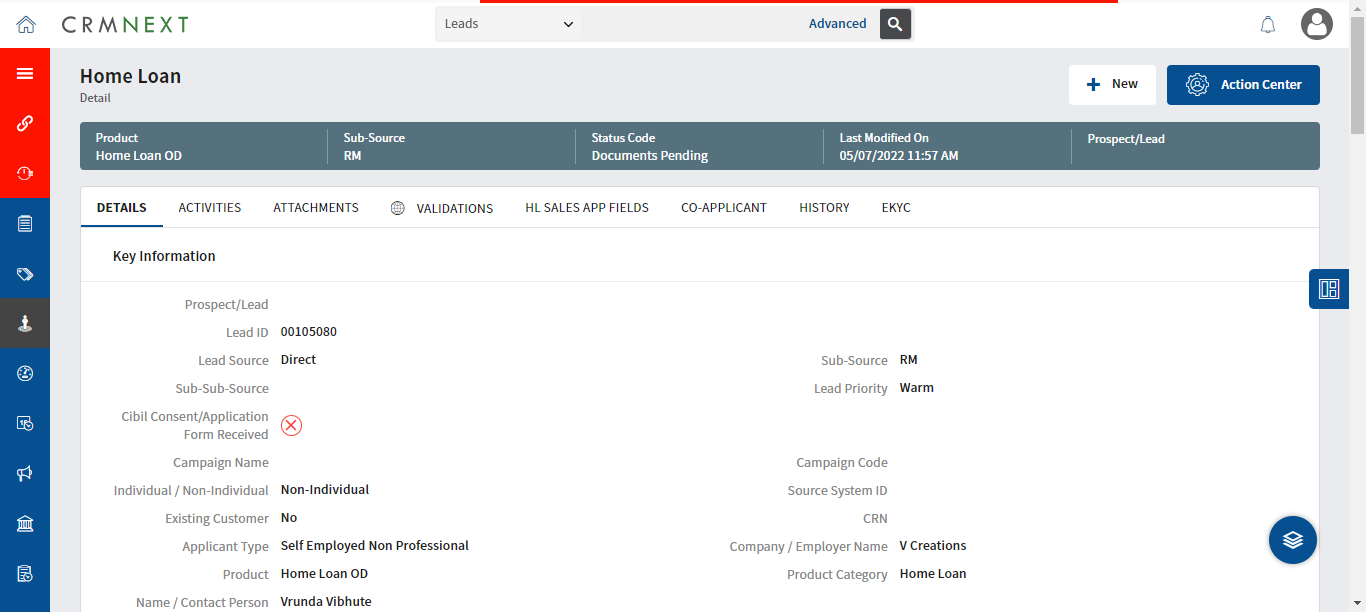 CRMNEXT
Leads
Advanced
Home Loan
Detail
New
Action Center
Product
Home Loan OD
Sub-Source
RM
Status Code
Documents Pending
Last Modified On
05/07/2022 11:57 AM
Prospect/Lead
DETAILS ACTIVITIES ATTACHMENTS VALIDATIONS HL SALES APP FIELDS CO-APPLICANT HISTORY EKYC
Key Information
Prospect/Lead
Lead ID 00105080
Lead Source Direct Sub-Source RM
Sub-Sub-Source Lead Priority Warm
Cibil Consent/Application
Form Received
Campaign Name Campaign Code
Individual / Non-Individual Non-Individual Source System ID
Existing Customer No CRN
Applicant Type Self Employed Non Professional Company / Employer Name V Creations
Product Home Loan OD Product Category Home Loan
Name / Contact Person Vrunda Vibhute